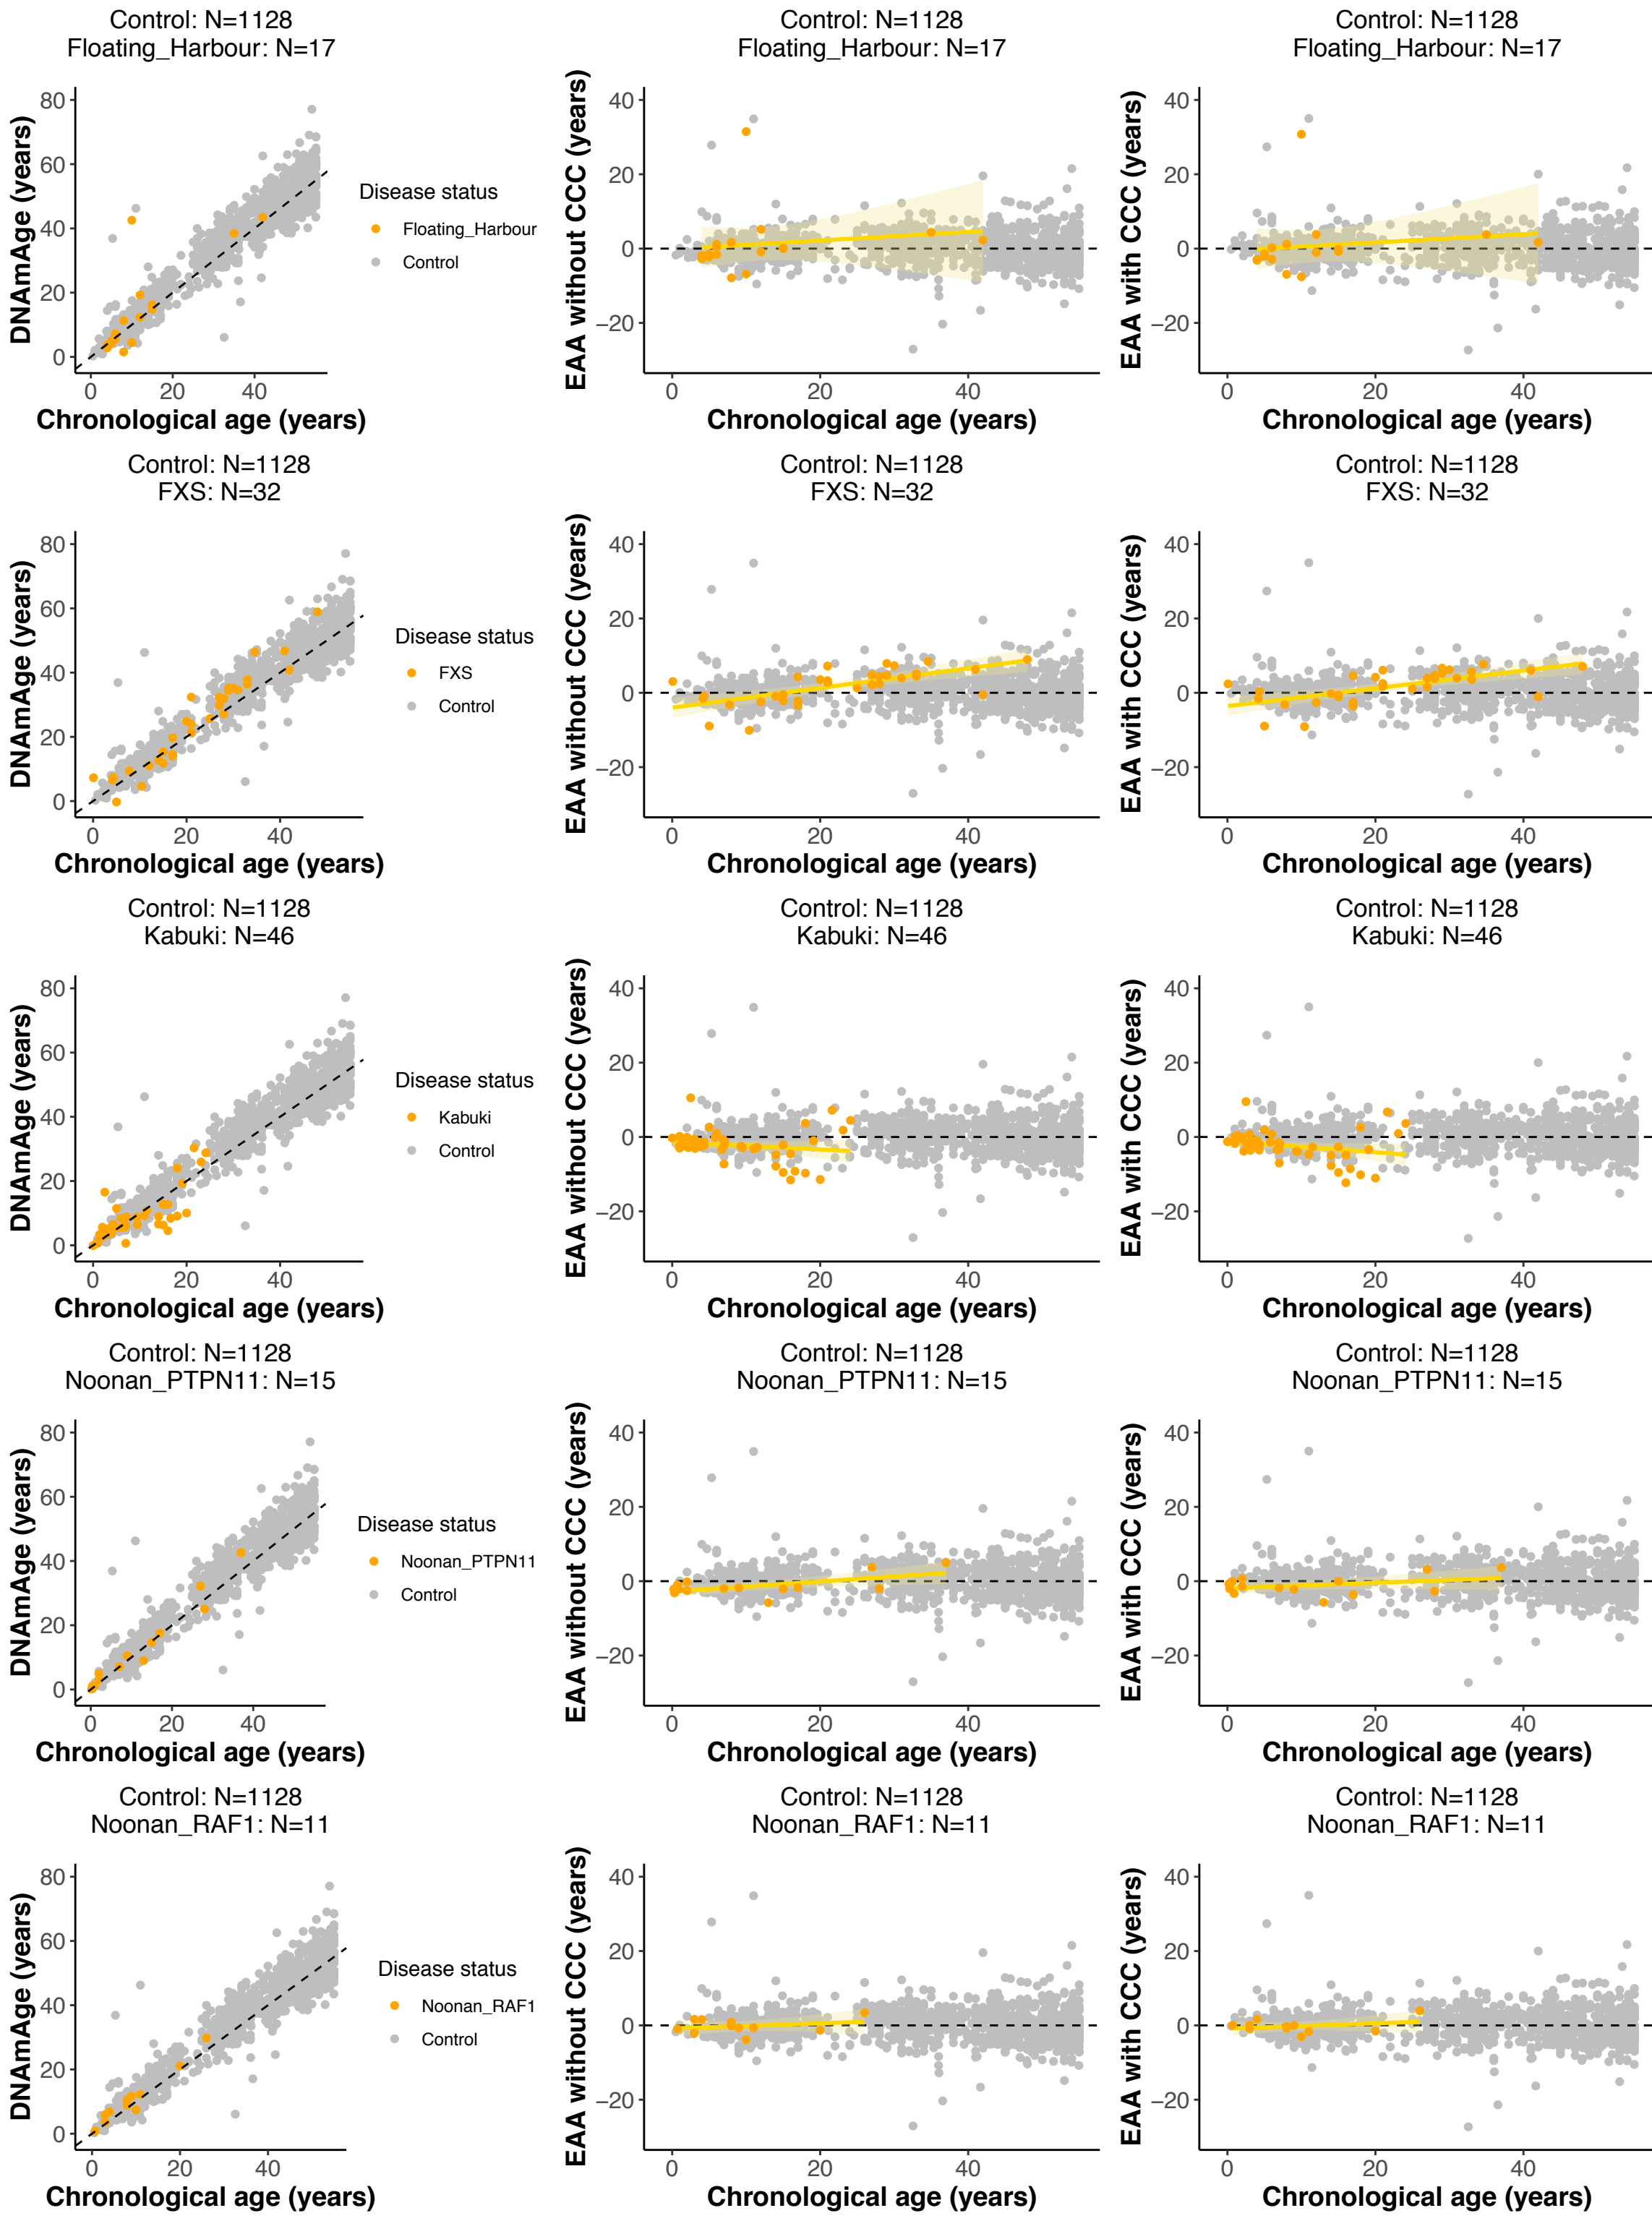 Control: N=1128
Floating_Harbour: N=17
DNAmAge (years)
80
60
40
20
0
0 20 40
Chronological age (years)
Disease status
Floating_Harbour
Control
Control: N=1128
Floating_Harbour: N=17
EAA without CCC (years)
40
20
0
−20
0 20 40
Chronological age (years)
Control: N=1128
Floating_Harbour: N=17
EAA with CCC (years)
40
20
0
−20
0 20 40
Chronological age (years)
Control: N=1128
FXS: N=32
DNAmAge (years)
80
60
40
20
0
0 20 40
Chronological age (years)
Disease status
FXS
Control
Control: N=1128
FXS: N=32
EAA without CCC (years)
40
20
0
−20
0 20 40
Chronological age (years)
Control: N=1128
FXS: N=32
EAA with CCC (years)
40
20
0
−20
0 20 40
Chronological age (years)
Control: N=1128
Kabuki: N=46
DNAmAge (years)
80
60
40
20
0
0 20 40
Chronological age (years)
Disease status
Kabuki
Control
Control: N=1128
Kabuki: N=46
EAA without CCC (years)
40
20
0
−20
0 20 40
Chronological age (years)
Control: N=1128
Kabuki: N=46
EAA with CCC (years)
40
20
0
−20
0 20 40
Chronological age (years)
Control: N=1128
Noonan_PTPN11: N=15
DNAmAge (years)
80
60
40
20
0
0 20 40
Chronological age (years)
Disease status
Noonan_PTPN11
Control
Control: N=1128
Noonan_PTPN11: N=15
EAA without CCC (years)
40
20
0
−20
0 20 40
Chronological age (years)
Control: N=1128
Noonan_PTPN11: N=15
EAA with CCC (years)
40
20
0
−20
0 20 40
Chronological age (years)
Control: N=1128
Noonan_RAF1: N=11
DNAmAge (years)
80
60
40
20
0
0 20 40
Chronological age (years)
Disease status
Noonan_RAF1
Control
Control: N=1128
Noonan_RAF1: N=11
EAA without CCC (years)
40
20
0
−20
0 20 40
Chronological age (years)
Control: N=1128
Noonan_RAF1: N=11
EAA with CCC (years)
40
20
0
−20
0 20 40
Chronological age (years)